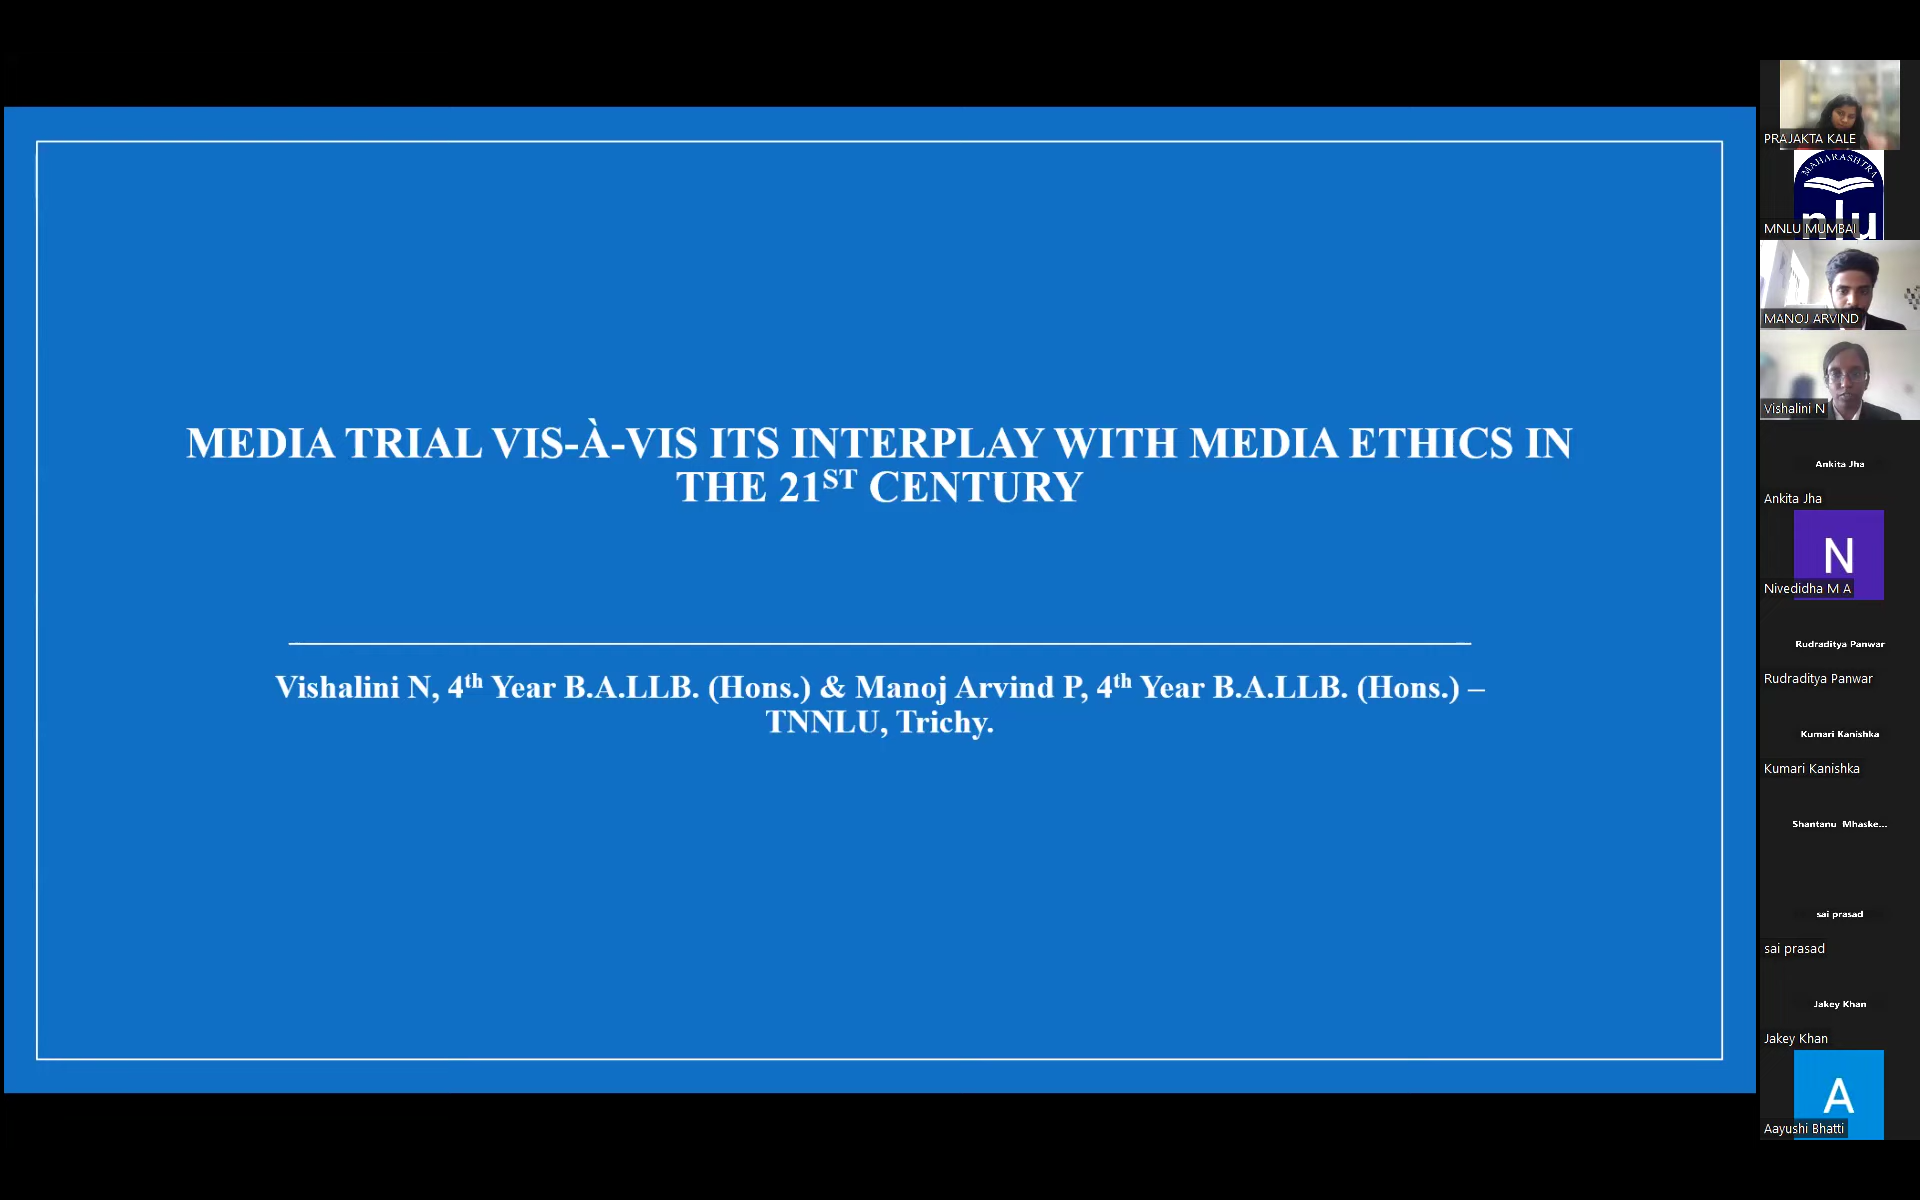 MEDIA TRIAL VIS-À-VIS ITS INTERPLAY WITH MEDIA ETHICS IN
THE 21ST CENTURY
Vishalini N, 4th Year B.A.LLB. (Hons.) & Manoj Arvind P, 4th Year B.A.LLB. (Hons.) –
TNNLU, Trichy.
PRAJAKTA KALE
MAHARASHTRA
nlu
MNLU MUMBAI
MANOJ ARVIND
Vishalini N
Ankita Jha
Ankita Jha
N
Nivedidha M A
Rudraditya Panwar
Rudraditya Panwar
Kumari Kanishka
Kumari Kanishka
Shantanu Mhaske...
sai prasad
sai prasad
Jakey Khan
Jakey Khan
A
Aayushi Bhatti